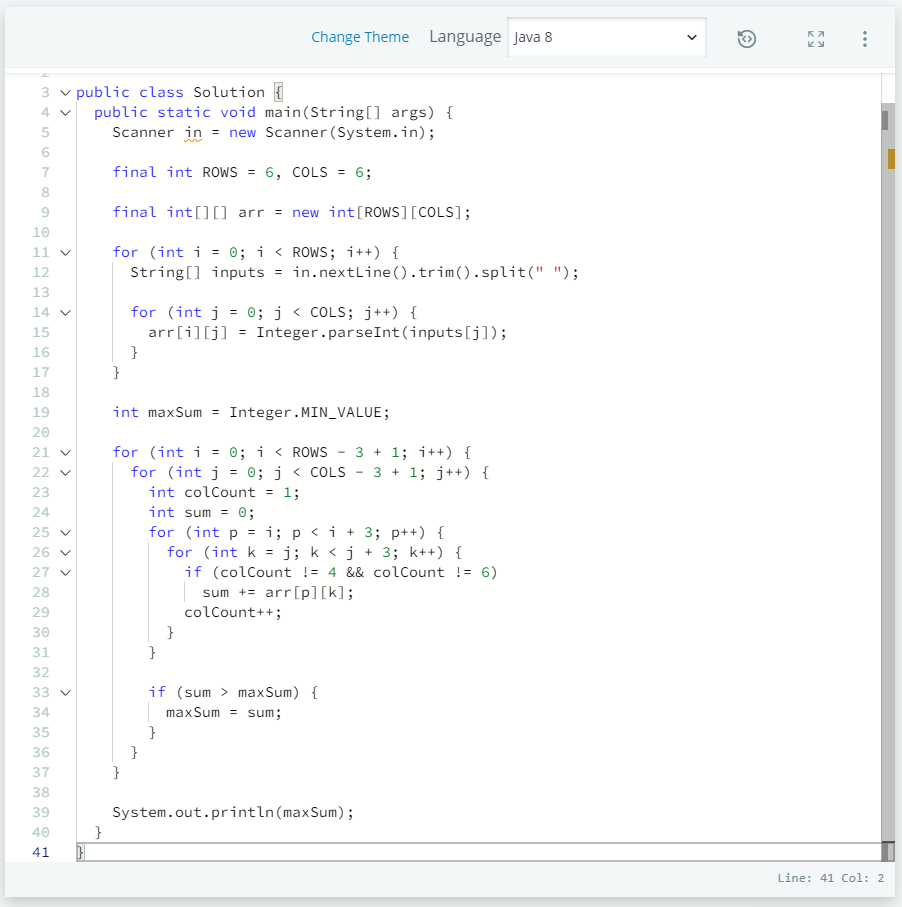 Change Theme Language Java 8
3 public class Solution {
4 public static void main(String[] args) {
5 Scanner in = new Scanner(System.in);
6
7 final int ROWS = 6, COLS = 6;
8
9 final int[][] arr = new int[ROWS][COLS];
10
11 for (int i = 0; i < ROWS; i++) {
12 String[] inputs = in.nextLine().trim().split(" ");
13
14 for (int j = 0; j < COLS; j++) {
15 arr[i][j] = Integer.parseInt(inputs[j]);
16 }
17 }
18
19 int maxSum = Integer.MIN_VALUE;
20
21 for (int i = 0; i < ROWS - 3 + 1; i++) {
22 for (int j = 0; j < COLS - 3 + 1; j++) {
23 int colCount = 1;
24 int sum = 0;
25 for (int p = i; p < i + 3; p++) {
26 for (int k = j; k < j + 3; k++) {
27 if (colCount != 4 && colCount != 6)
28 sum += arr[p][k];
29 colCount++;
30 }
31 }
32
33 if (sum > maxSum) {
34 maxSum = sum;
35 }
36 }
37 }
38
39 System.out.println(maxSum);
40 }
41 }
Line: 41 Col: 2